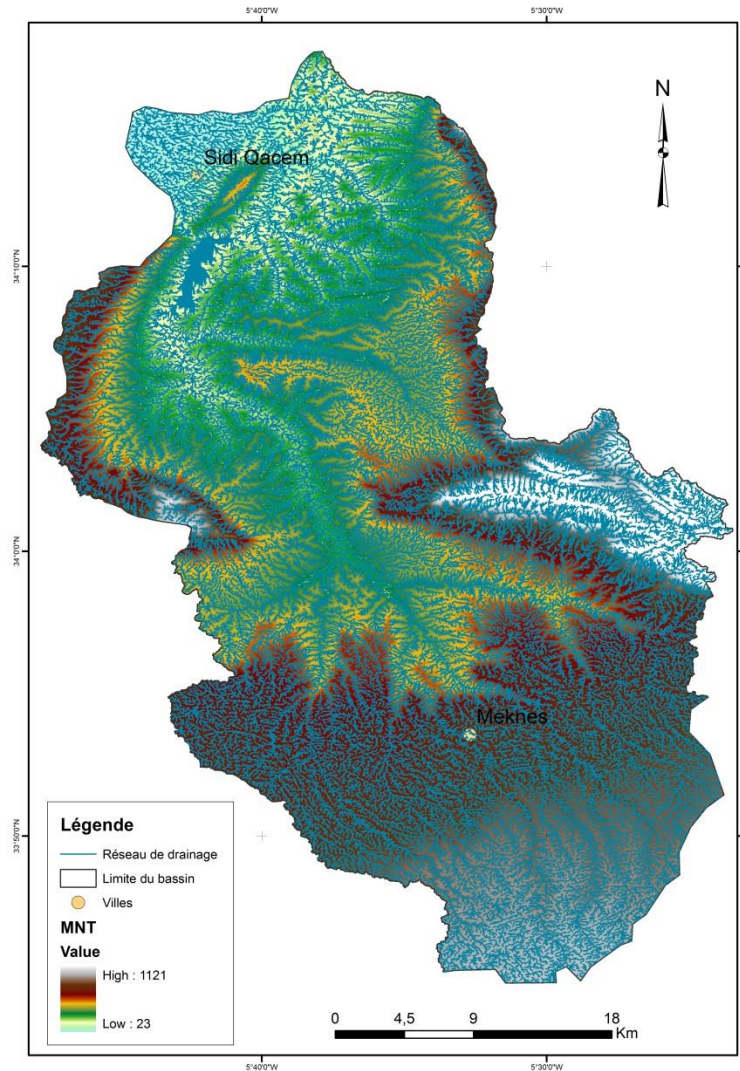 5°40'0"W
5°30'0"W
N
Sidi Qacem
34°10'0"N
34°0'0"N
Meknes
33°50'0"N
Légende
Réseau de drainage
Limite du bassin
Villes
MNT
Value
High : 1121
Low : 23
0 4,5 9 18
Km
5°40'0"W
5°30'0"W